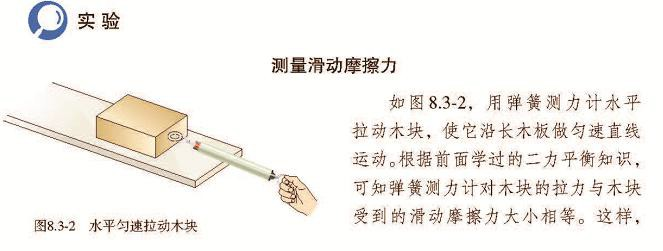 实验
测量滑动摩擦力
如图8.3-2，用弹簧测力计水平
拉动木块，使它沿长木板做匀速直线
运动。根据前面学过的二力平衡知识，
可知弹簧测力计对木块的拉力与木块
受到的滑动摩擦力大小相等。这样，
图8.3-2 水平匀速拉动木块